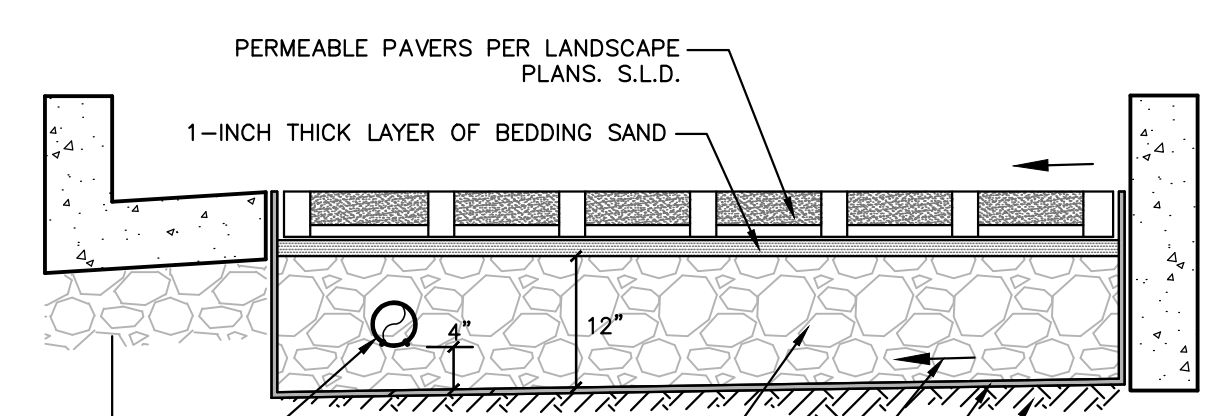 PERMEABLE PAVERS PER LANDSCAPE
PLANS. S.L.D.
1-INCH THICK LAYER OF BEDDING SAND
4"
12"